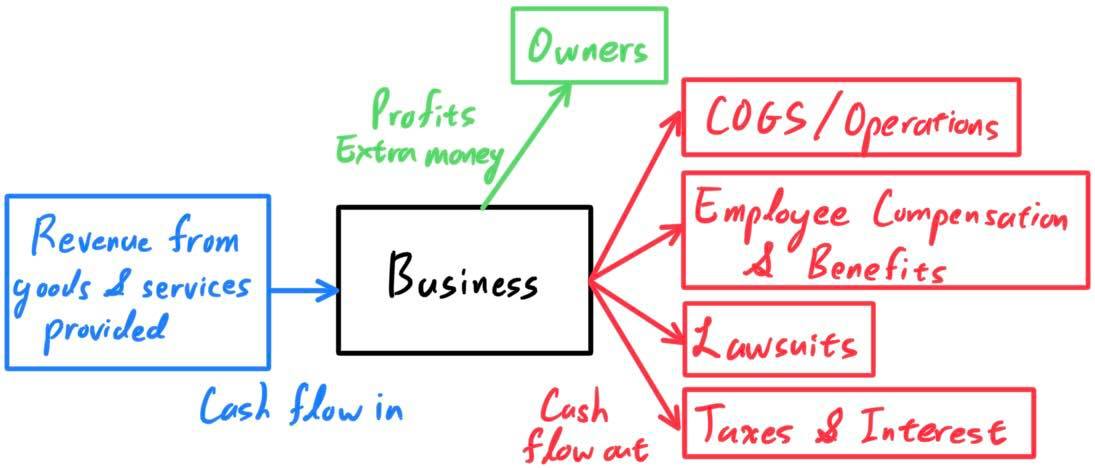 Owners
Profits
Extra money
COGS/Operations
Employee Compensation
& Benefits
Revenue from
goods & services
provided
Business
Lawsuits
Cash flow in
Cash
flow out
Taxes & Interest